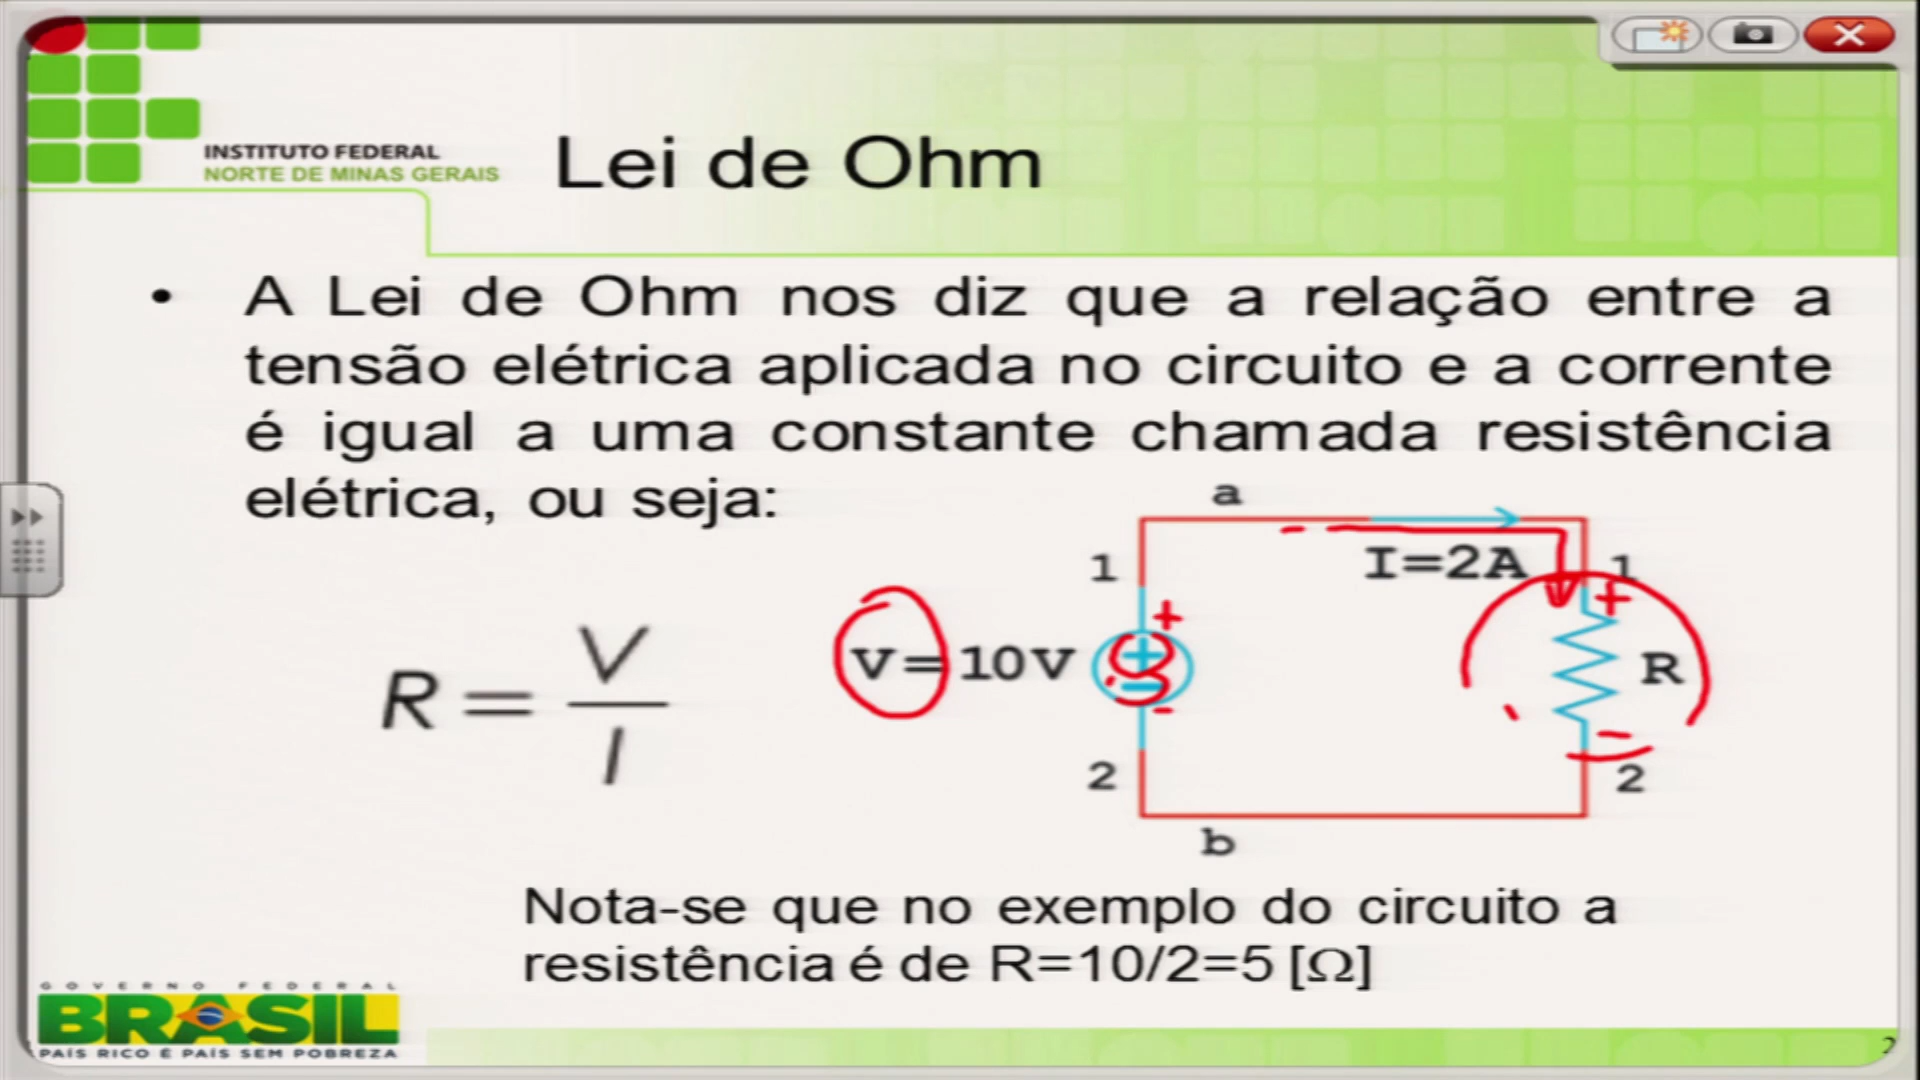 INSTITUTO FEDERAL
NORTE DE MINAS GERAIS
Lei de Ohm
• A Lei de Ohm nos diz que a relação entre a
tensão elétrica aplicada no circuito e a corrente
é igual a uma constante chamada resistência
elétrica, ou seja:
a
1
I=2A
1
+
+
R = V / I
V=10V
R
-
-
2
2
b
Nota-se que no exemplo do circuito a
resistência é de R=10/2=5 [Ω]
GOVERNO FEDERAL
BRASIL
PAÍS RICO É PAÍS SEM POBREZA
2